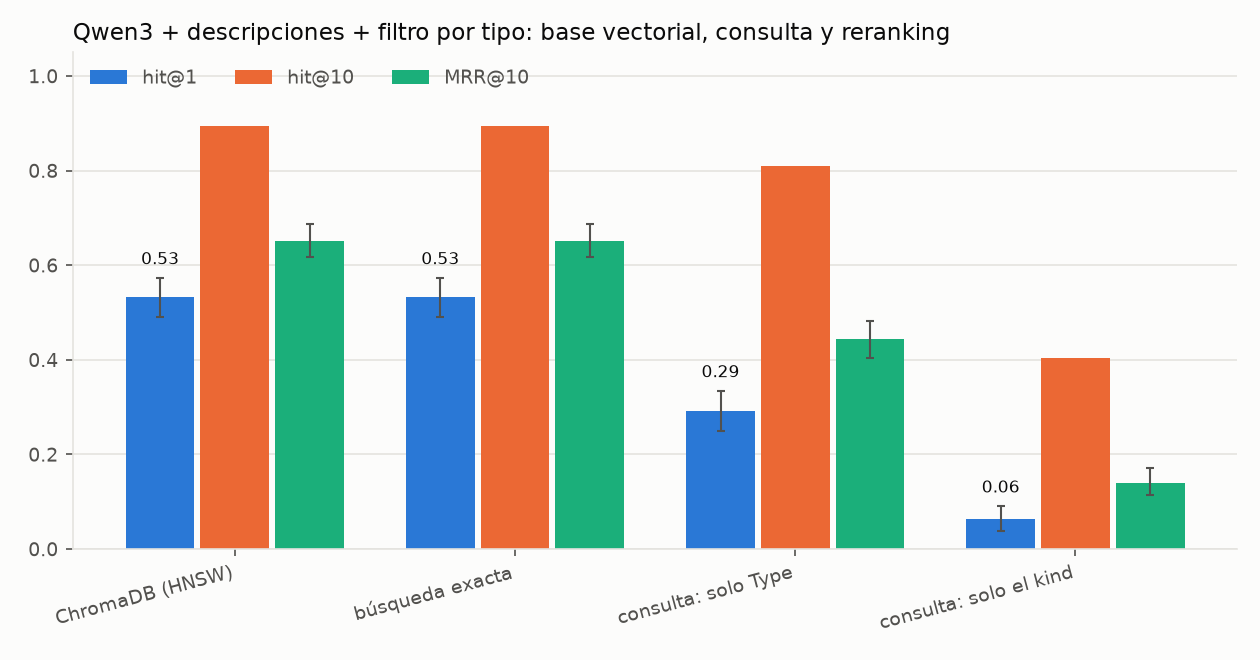 Qwen3 + descripciones + filtro por tipo: base vectorial, consulta y reranking
hit@1 hit@10 MRR@10
1.0
0.8
0.6
0.4
0.2
0.0
0.53
0.53
0.29
0.06
ChromaDB (HNSW)
búsqueda exacta
consulta: solo Type
consulta: solo el kind